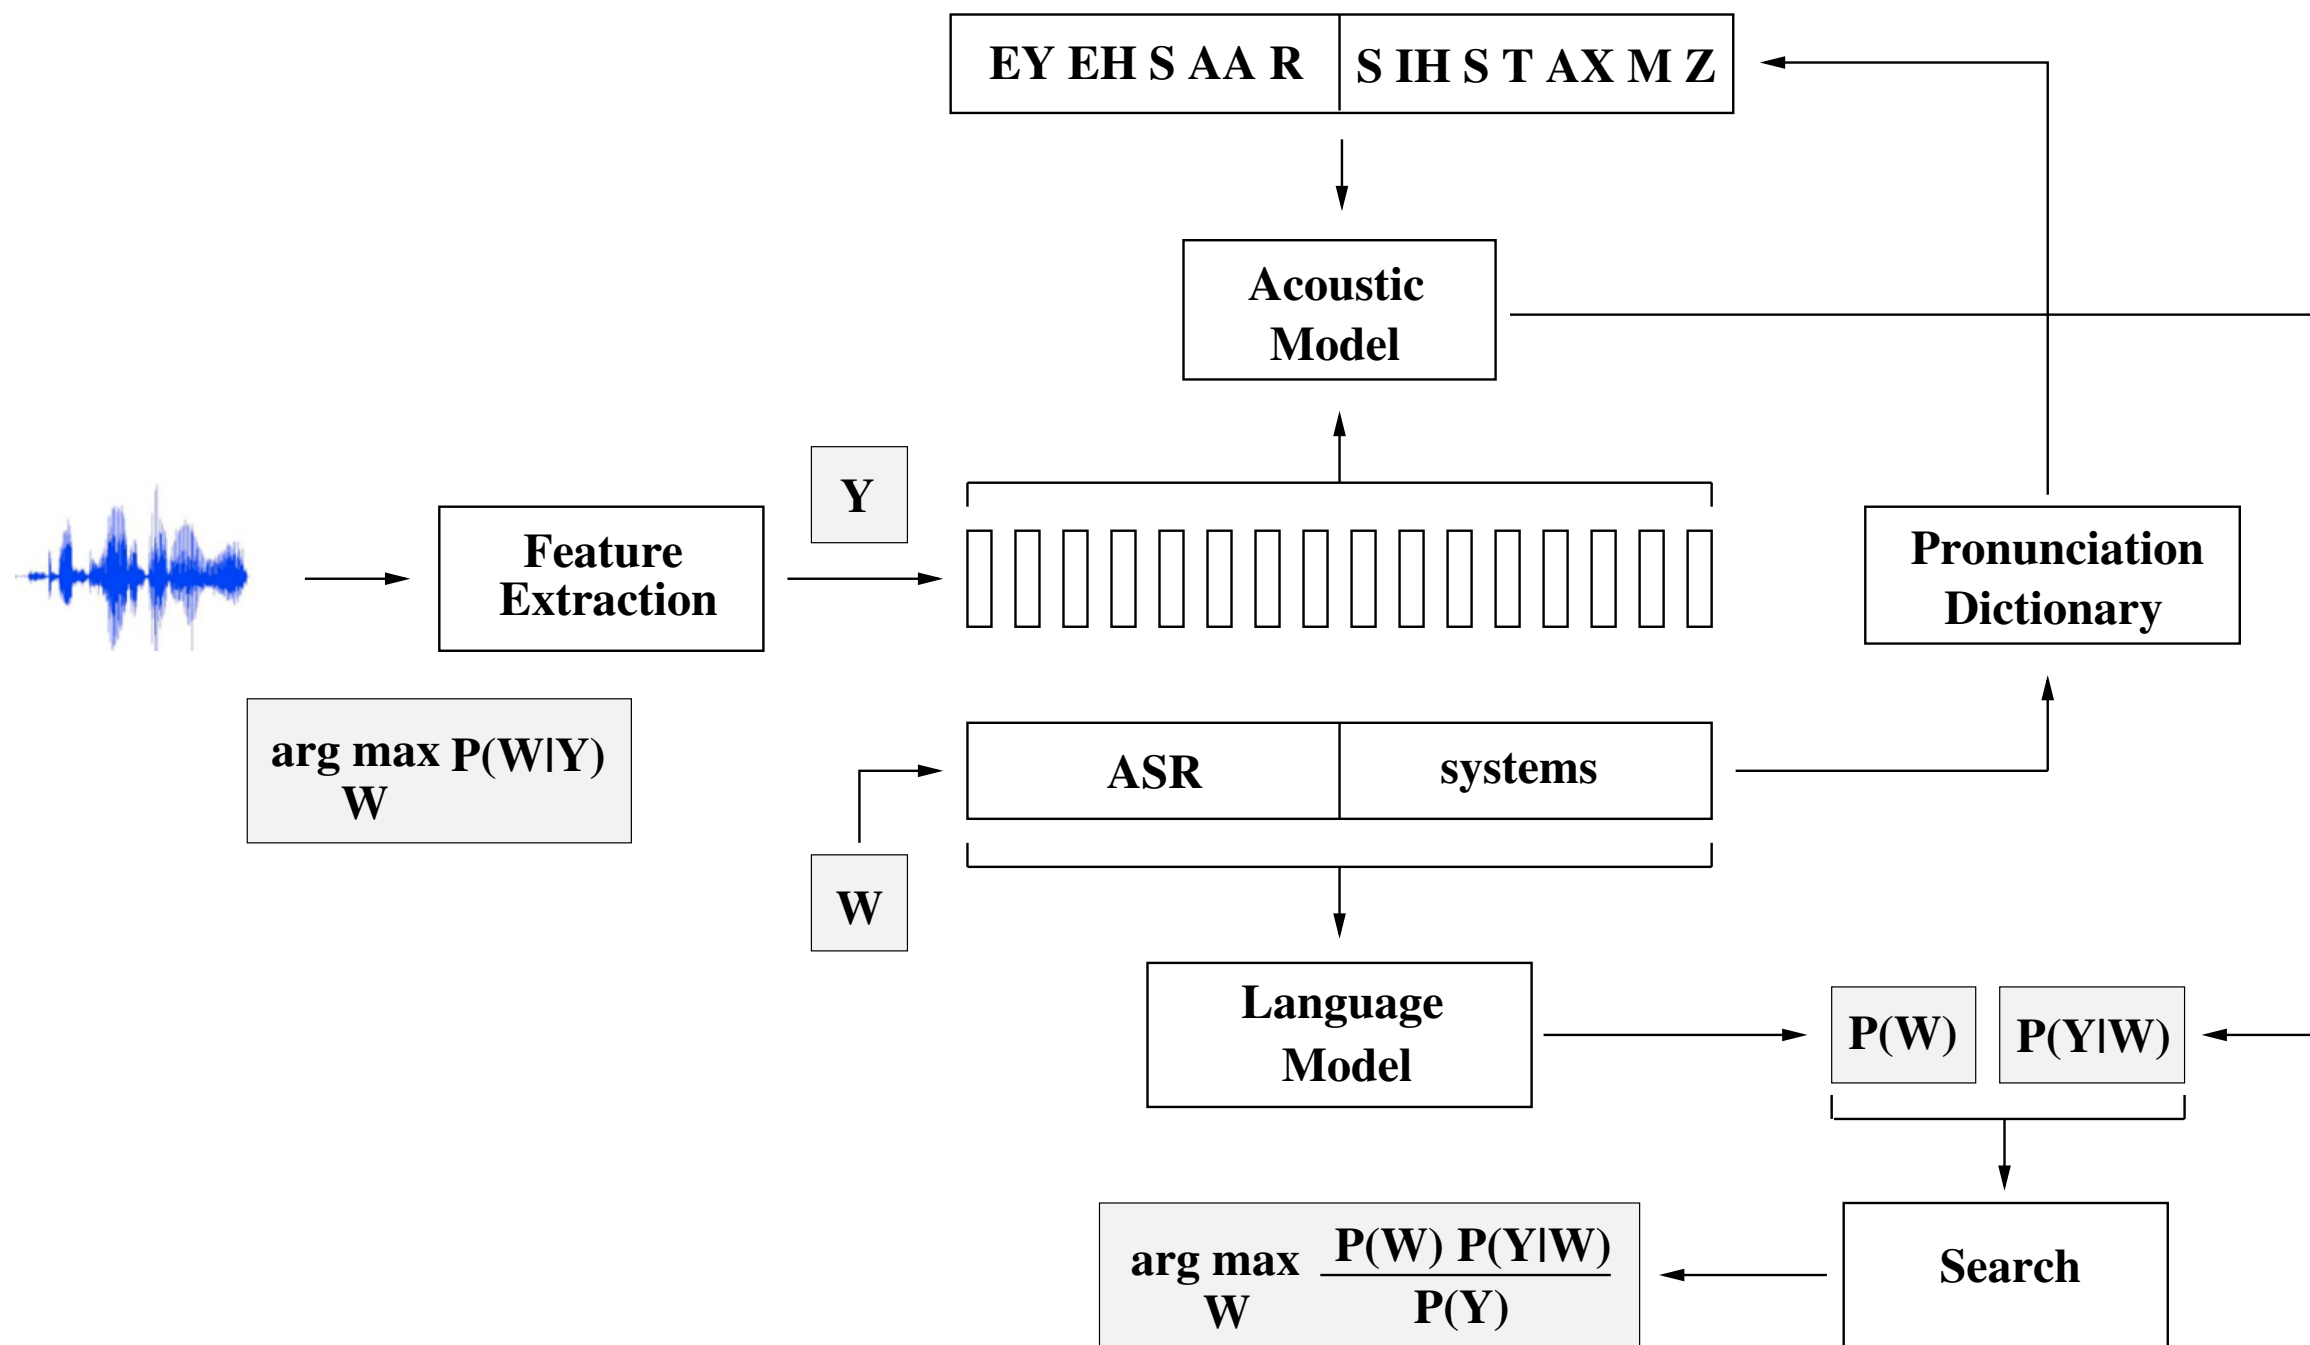 EY EH S AA R
S IH S T AX M Z
Acoustic
Model
Y
Feature
Extraction
Pronunciation
Dictionary
arg max P(W|Y)
W
ASR
systems
W
Language
Model
P(W)
P(Y|W)
arg max P(W) P(Y|W)
W P(Y)
Search